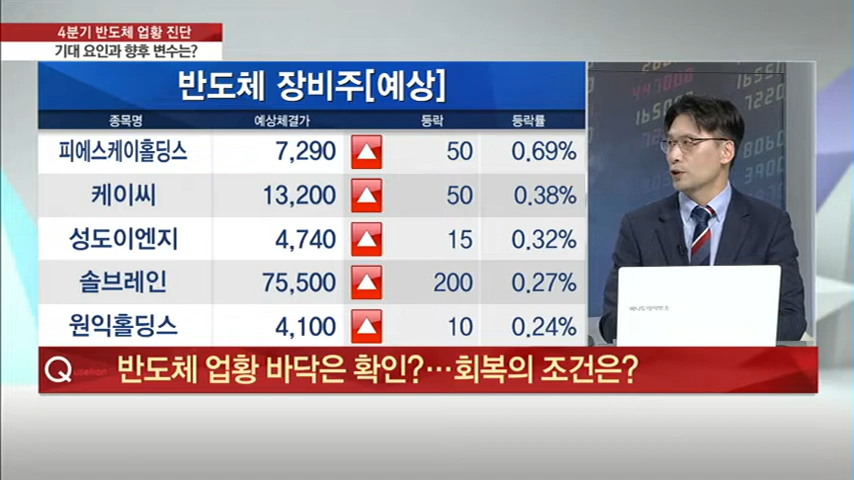 4분기 반도체 업황 진단
기대 요인과 향후 변수는?
반도체 장비주[예상]
종목명 예상체결가 등락 등락률
피에스케이홀딩스 7,290 50 0.69%
케이씨 13,200 50 0.38%
성도이엔지 4,740 15 0.32%
솔브레인 75,500 200 0.27%
원익홀딩스 4,100 10 0.24%
Question
반도체 업황 바닥은 확인?…회복의 조건은?